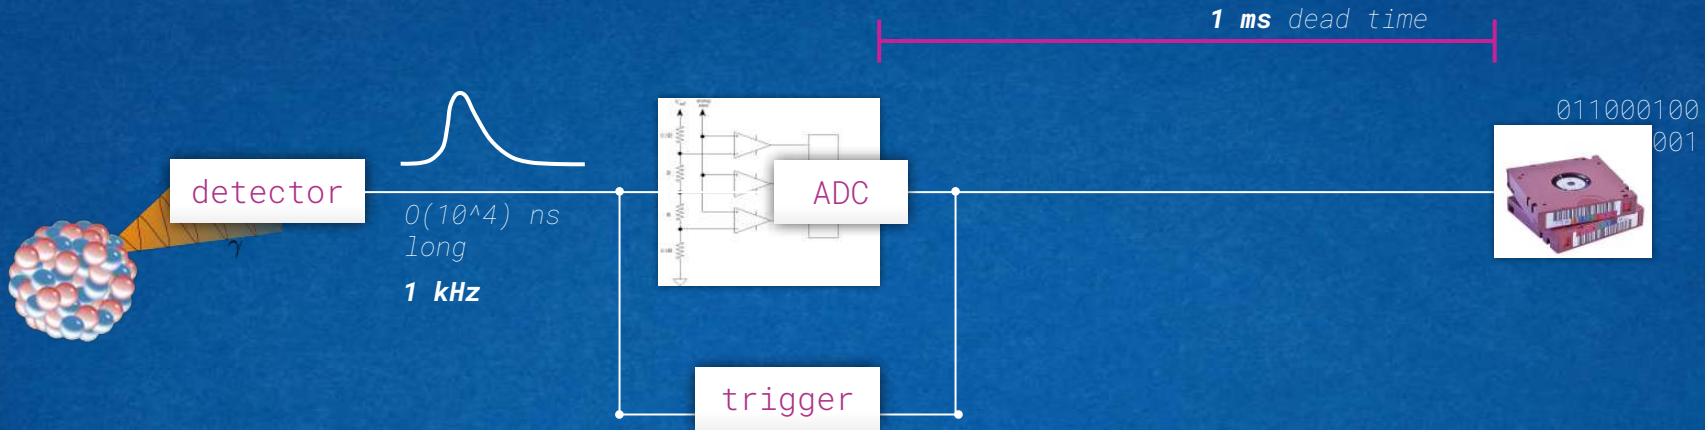 1 ms dead time
011000100
001
detector
ADC
O(10^4) ns
long
1 kHz
γ
trigger